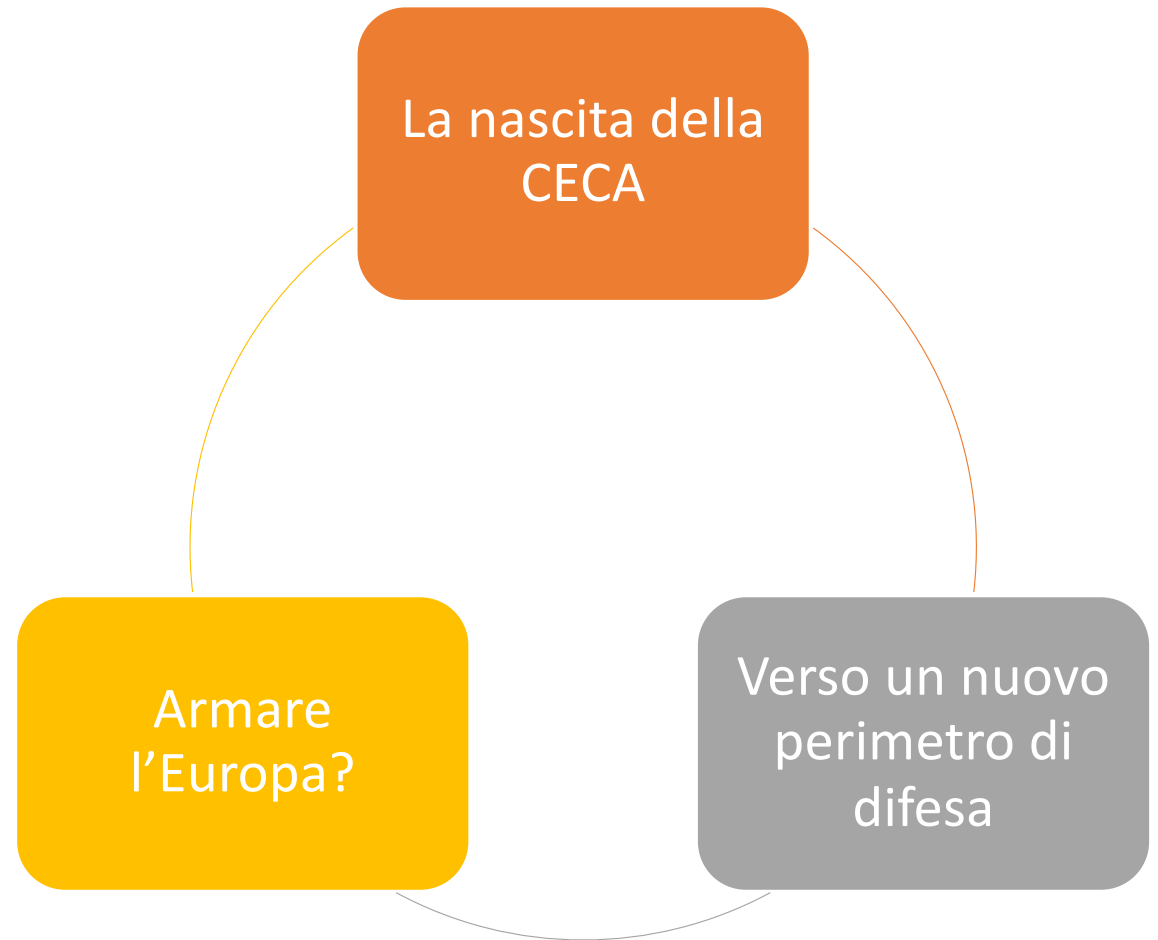 La nascita della
CECA
Armare
l’Europa?
Verso un nuovo
perimetro di
difesa